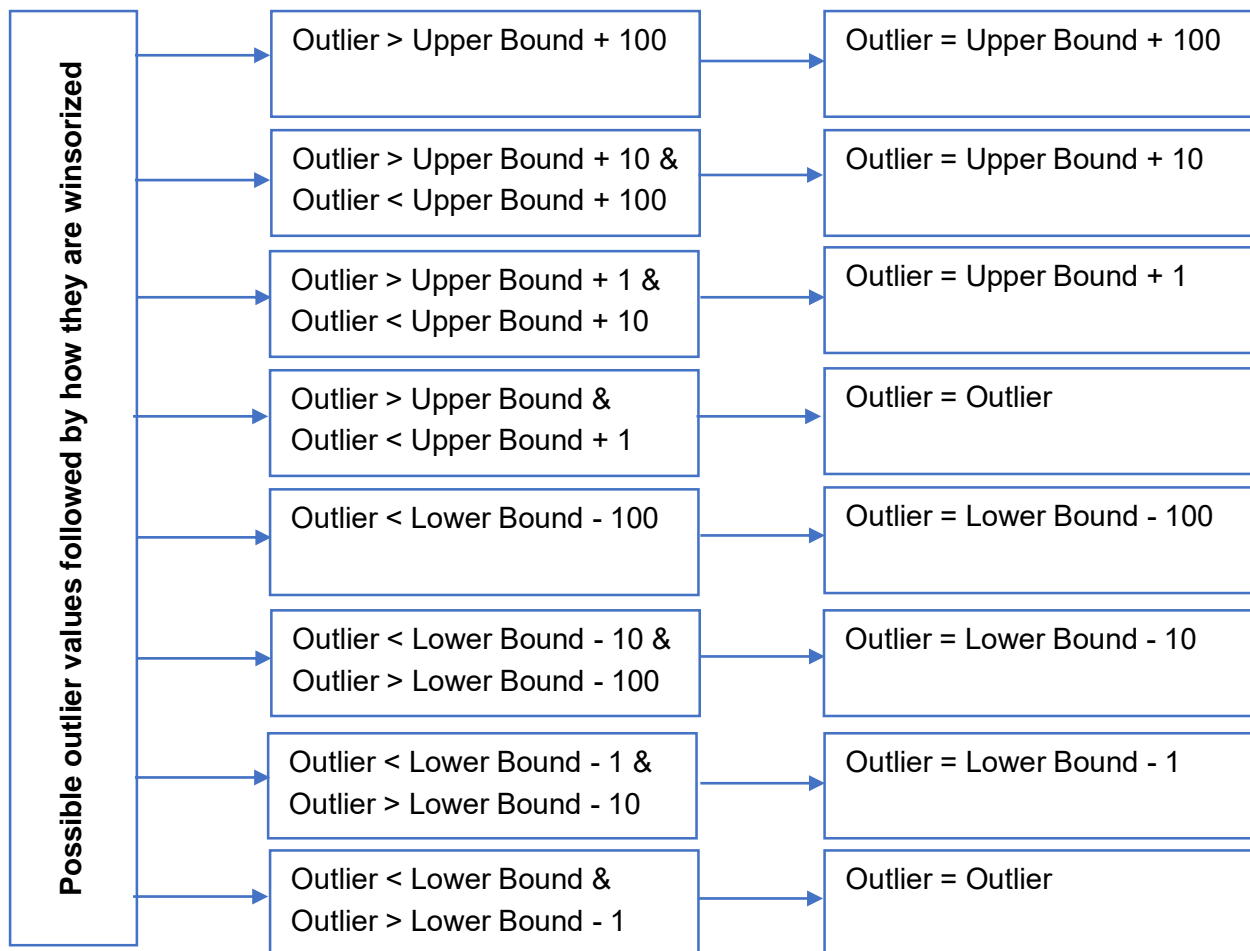 Possible outlier values followed by how they are winsorized
Outlier > Upper Bound + 100
Outlier = Upper Bound + 100
Outlier > Upper Bound + 10 &
Outlier < Upper Bound + 100
Outlier = Upper Bound + 10
Outlier > Upper Bound + 1 &
Outlier < Upper Bound + 10
Outlier = Upper Bound + 1
Outlier > Upper Bound &
Outlier < Upper Bound + 1
Outlier = Outlier
Outlier < Lower Bound - 100
Outlier = Lower Bound - 100
Outlier < Lower Bound - 10 &
Outlier > Lower Bound - 100
Outlier = Lower Bound - 10
Outlier < Lower Bound - 1 &
Outlier > Lower Bound - 10
Outlier = Lower Bound - 1
Outlier < Lower Bound &
Outlier > Lower Bound - 1
Outlier = Outlier